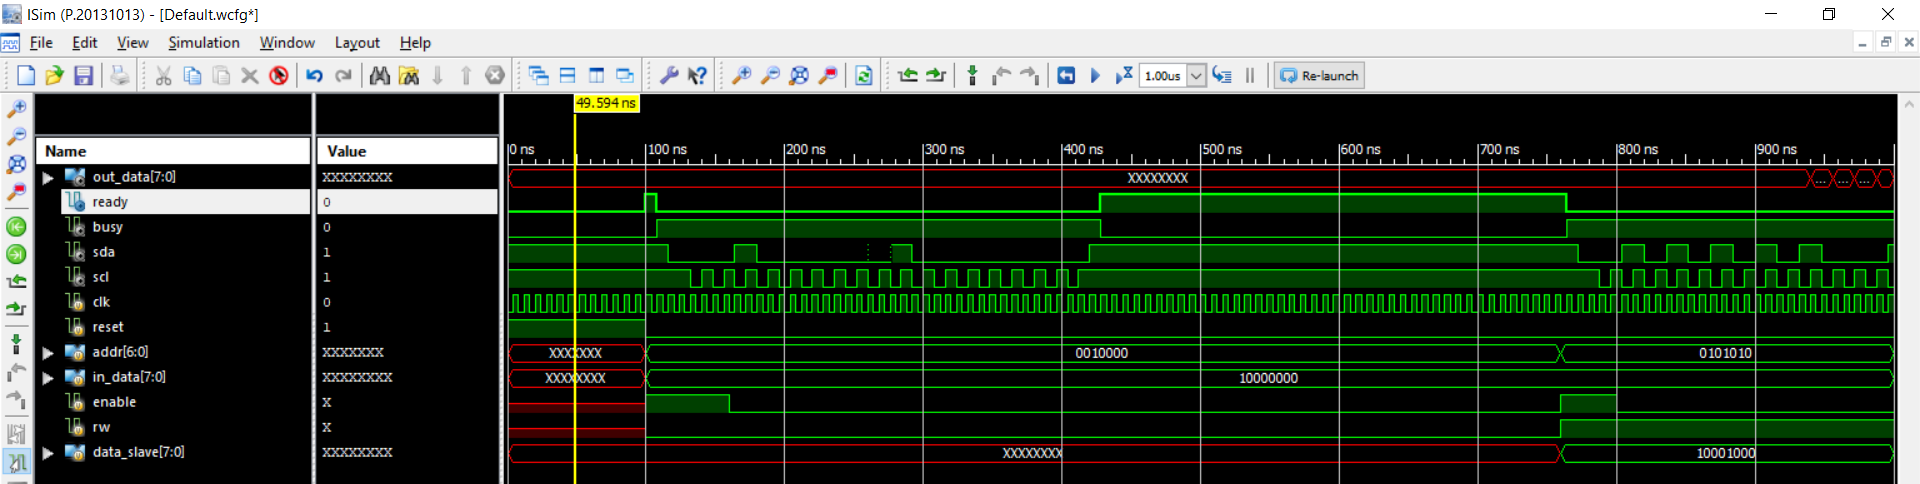 ISim (P.20131013) - [Default.wcfg*]
File Edit View Simulation Window Layout Help
1.00us Re-launch
49.594 ns
Name Value
0 ns 100 ns 200 ns 300 ns 400 ns 500 ns 600 ns 700 ns 800 ns 900 ns
out_data[7:0] XXXXXXXX XXXXXXXX ... ... ...
ready 0
busy 0
sda 1
scl 1
clk 0
reset 1
addr[6:0] XXXXXXX XXXXXXX 0010000 0101010
in_data[7:0] XXXXXXXX XXXXXXXX 10000000
enable X
rw X
data_slave[7:0] XXXXXXXX XXXXXXXX 10001000